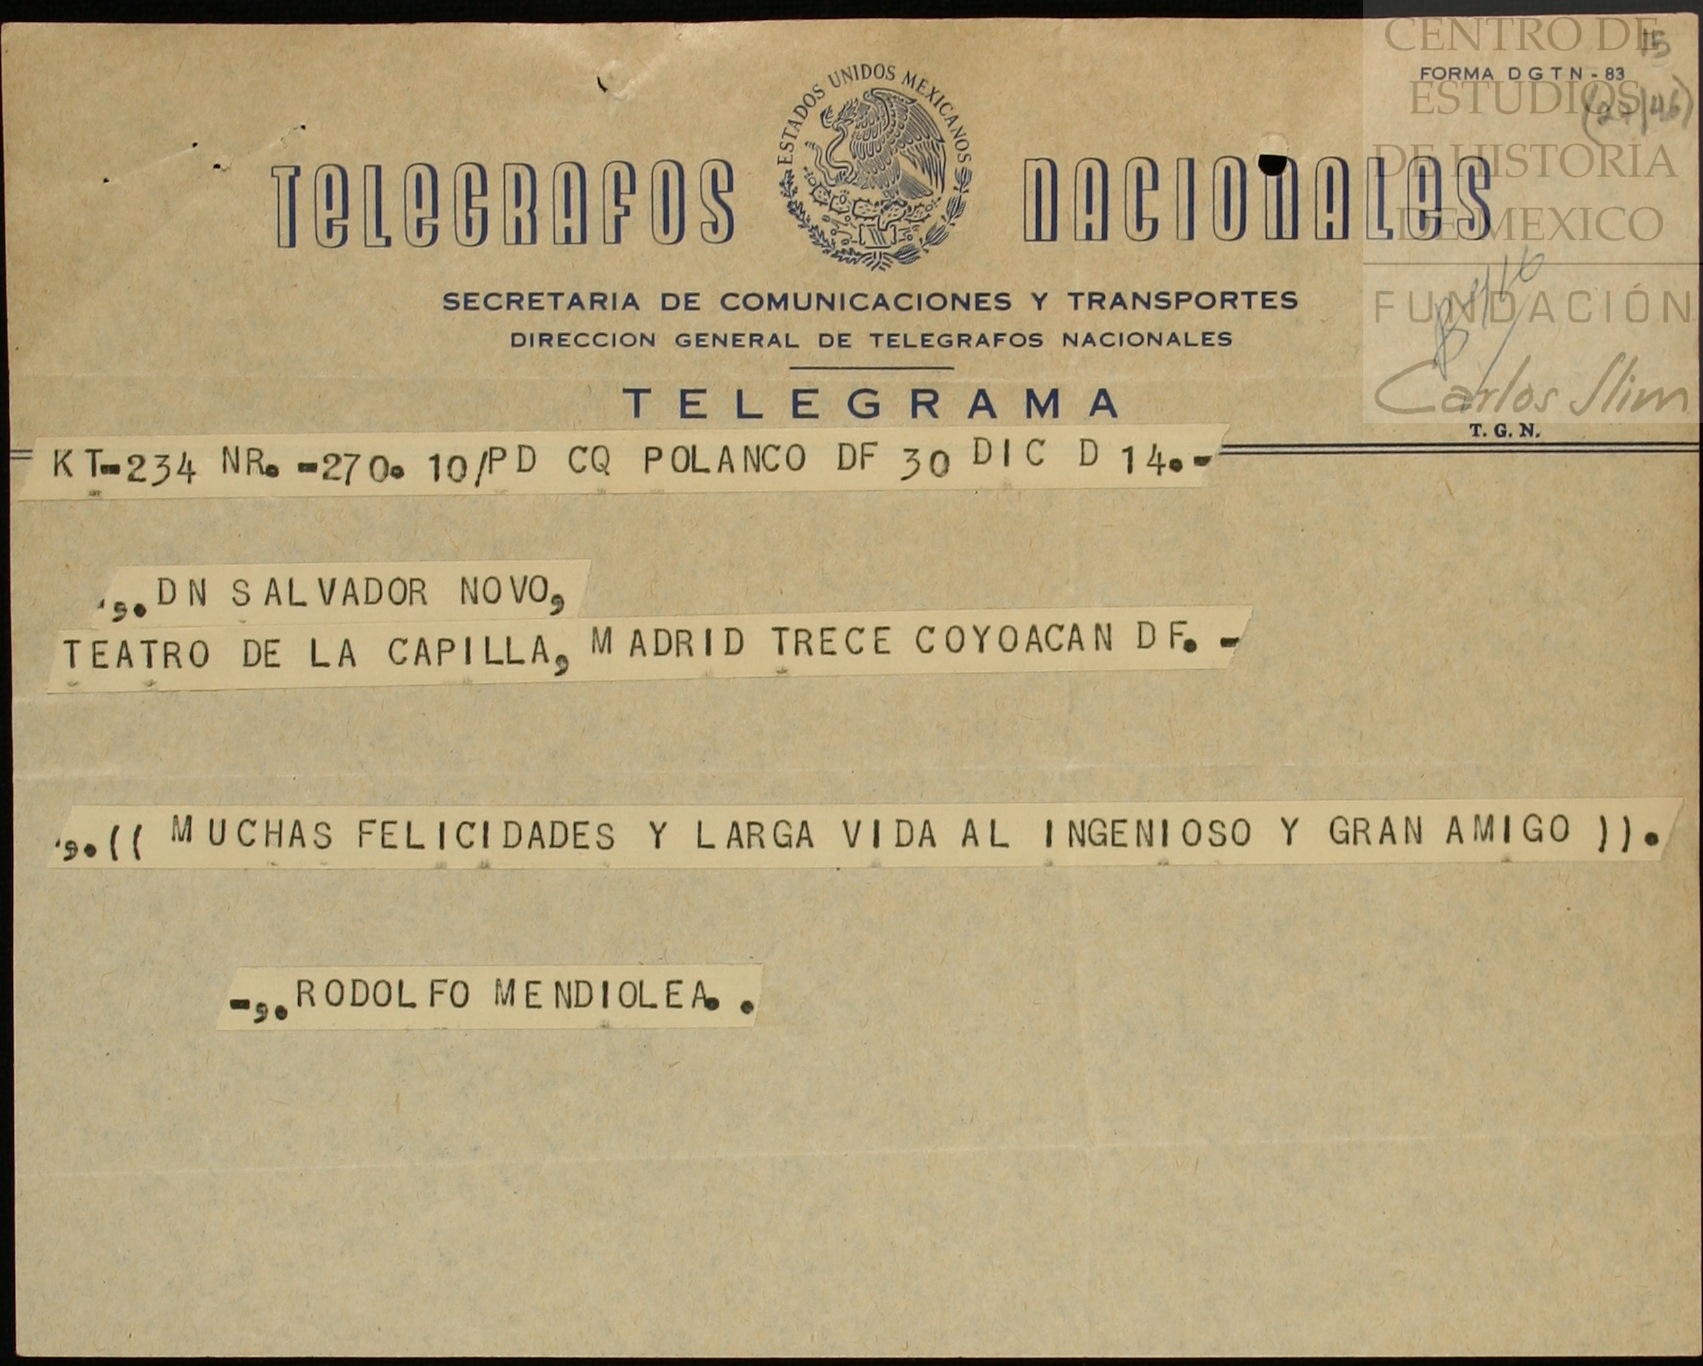 CENTRO DE
ESTUDIOS
DE HISTORIA
DE MEXICO
FUNDACIÓN
Carlos Slim
15
FORMA D G T N - 83
(27/46)
ESTADOS UNIDOS MEXICANOS
TELEGRAFOS NACIONALES
SECRETARIA DE COMUNICACIONES Y TRANSPORTES
DIRECCION GENERAL DE TELEGRAFOS NACIONALES
TELEGRAMA
T. G. N.
KT-234 NR. -270. 10/PD CQ POLANCO DF 30 DIC D 14.-
',.DN SALVADOR NOVO,
TEATRO DE LA CAPILLA, MADRID TRECE COYOACAN DF. -
',.(( MUCHAS FELICIDADES Y LARGA VIDA AL INGENIOSO Y GRAN AMIGO )).
-,.RODOLFO MENDIOLEA. .